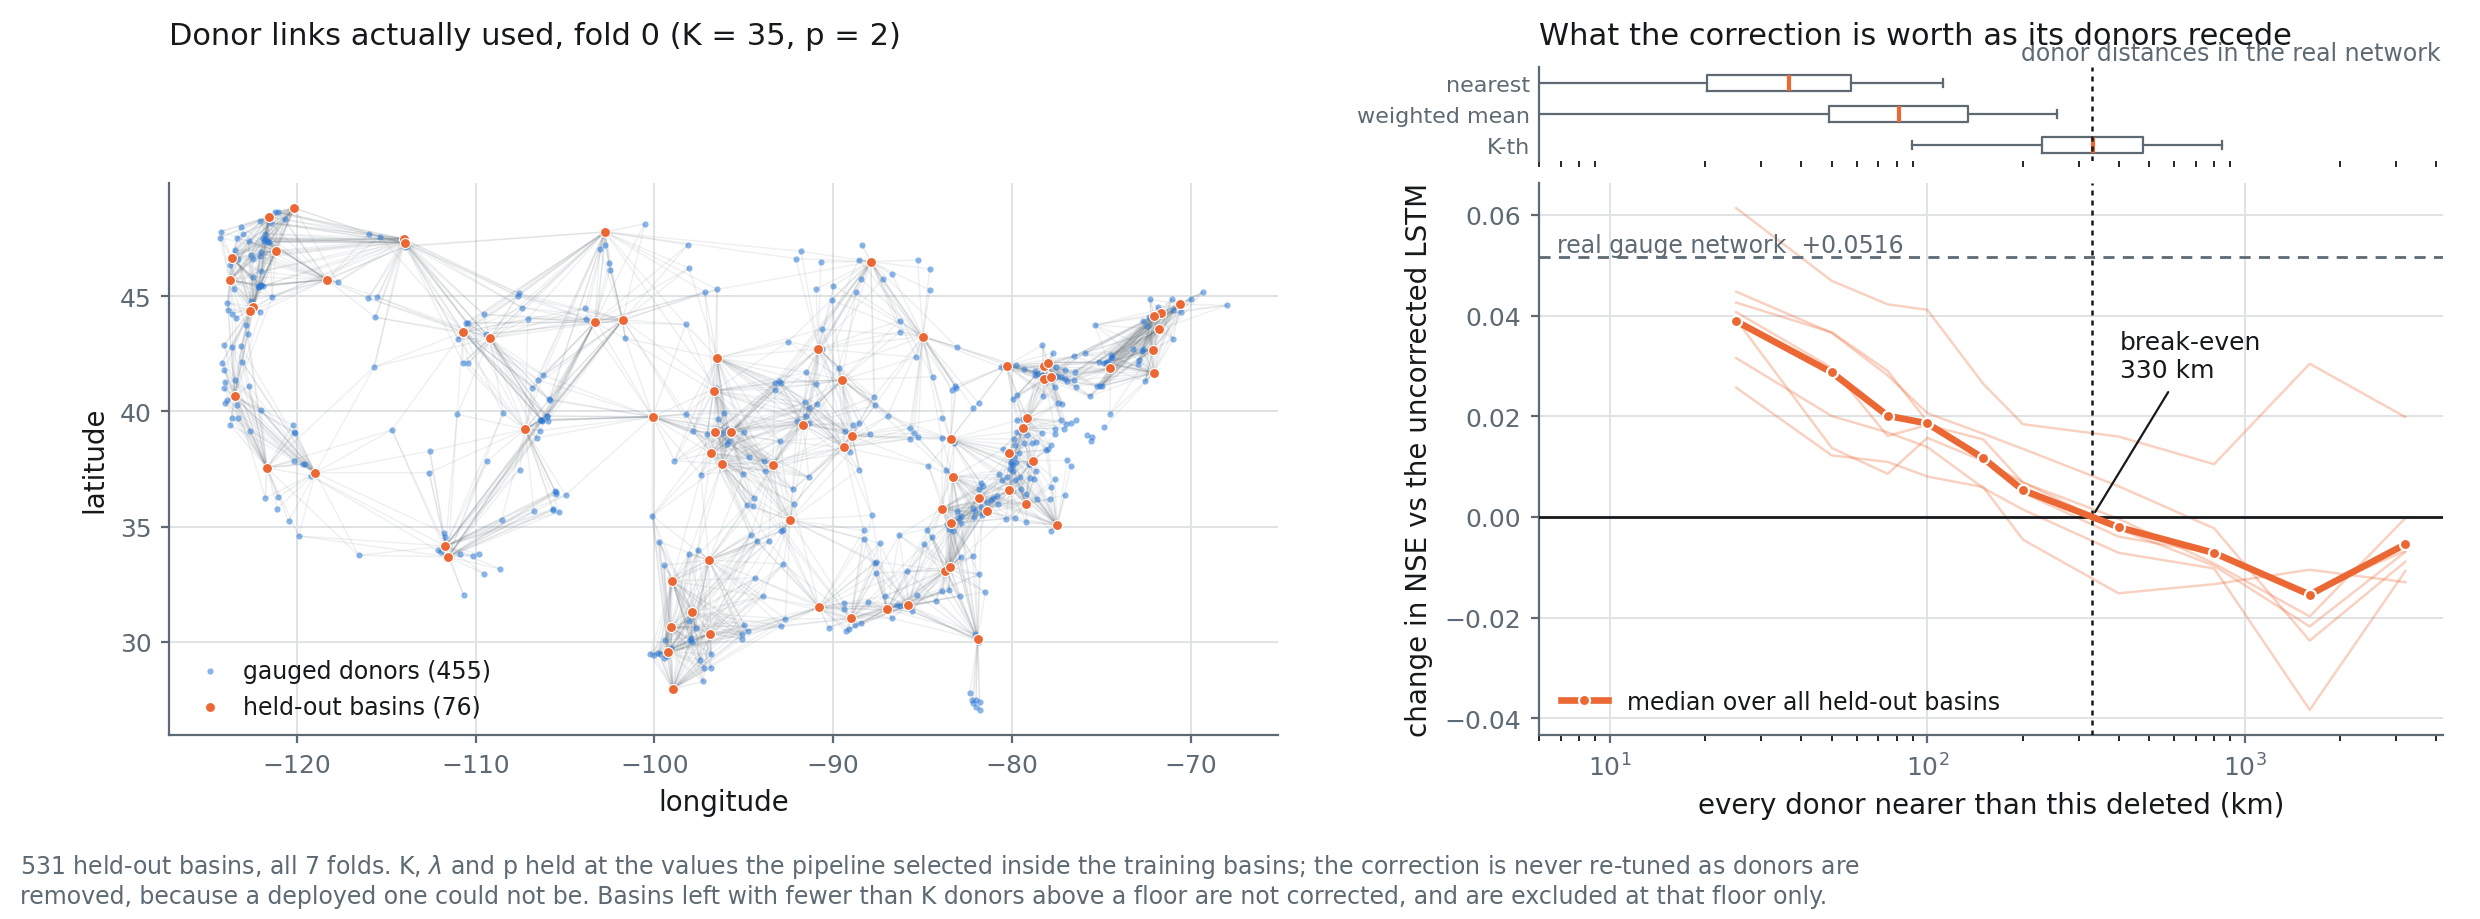 Donor links actually used, fold 0 (K = 35, p = 2)
45
40
35
30
latitude
gauged donors (455)
held-out basins (76)
−120
−110
−100
−90
−80
−70
longitude
What the correction is worth as its donors recede
donor distances in the real network
nearest
weighted mean
K-th
change in NSE vs the uncorrected LSTM
0.06
0.04
0.02
0.00
−0.02
−0.04
real gauge network +0.0516
break-even
330 km
median over all held-out basins
10¹
10²
10³
every donor nearer than this deleted (km)
531 held-out basins, all 7 folds. K, λ and p held at the values the pipeline selected inside the training basins; the correction is never re-tuned as donors are
removed, because a deployed one could not be. Basins left with fewer than K donors above a floor are not corrected, and are excluded at that floor only.